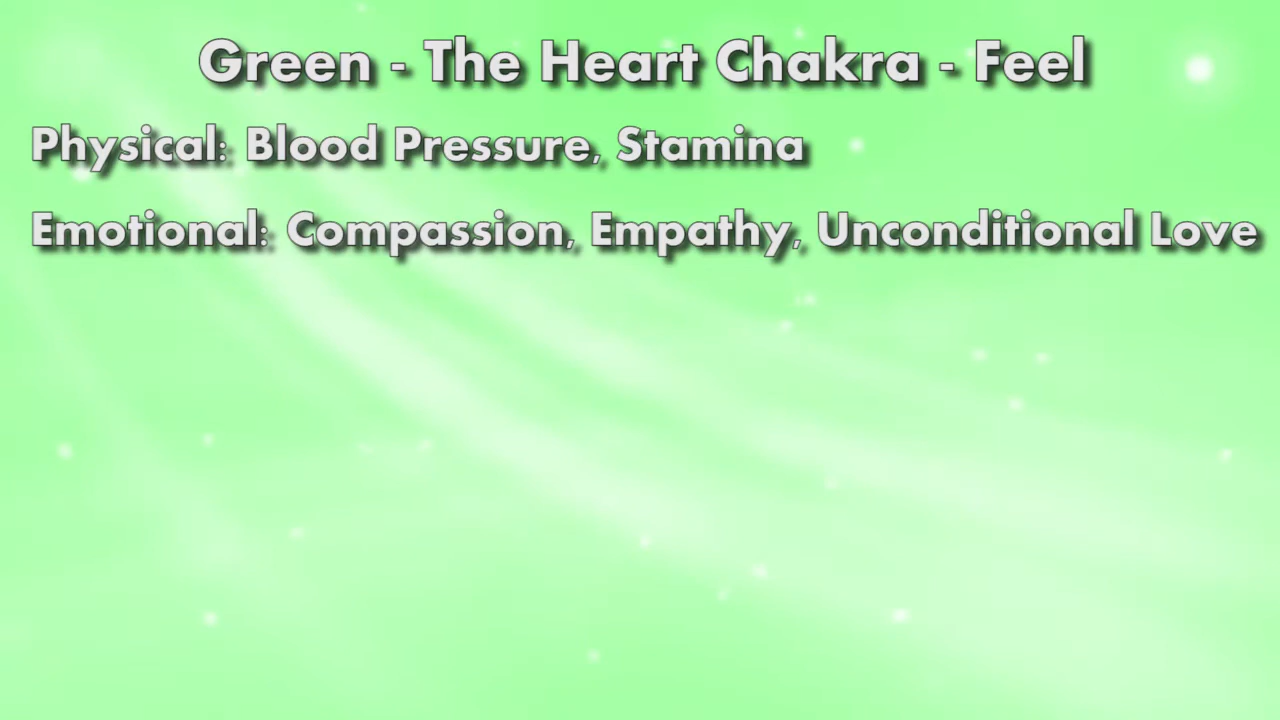 Green - The Heart Chakra - Feel
Physical: Blood Pressure, Stamina
Emotional: Compassion, Empathy, Unconditional Love